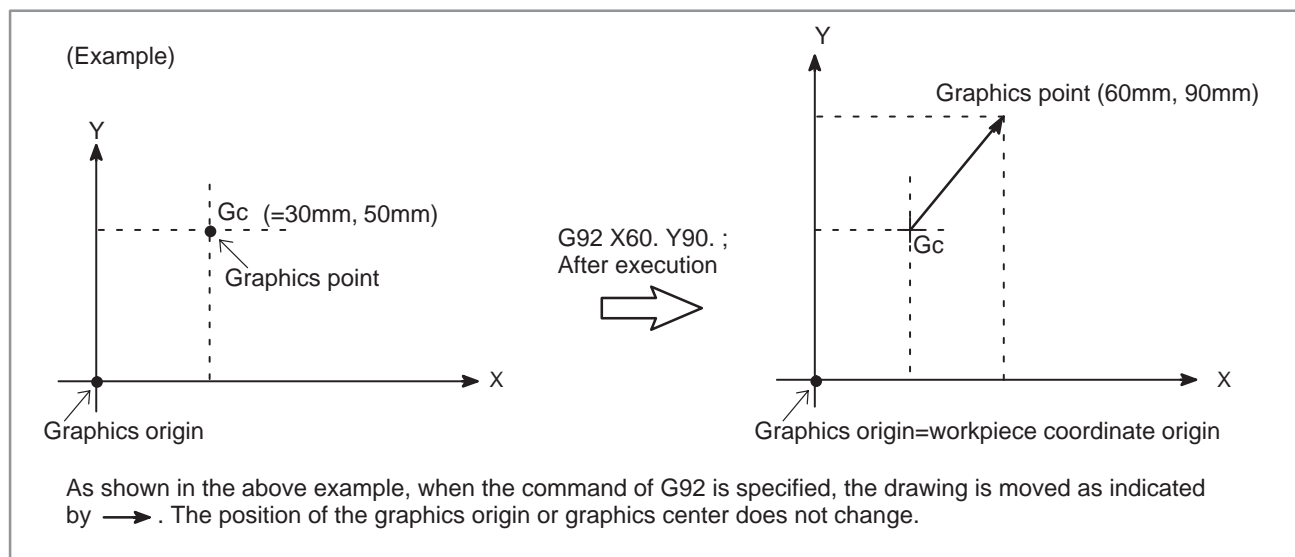 (Example)
Y
Gc (=30mm, 50mm)
Graphics point
X
Graphics origin
G92 X60. Y90. ;
After execution
Y
Graphics point (60mm, 90mm)
Gc
X
Graphics origin=workpiece coordinate origin
As shown in the above example, when the command of G92 is specified, the drawing is moved as indicated
by → . The position of the graphics origin or graphics center does not change.